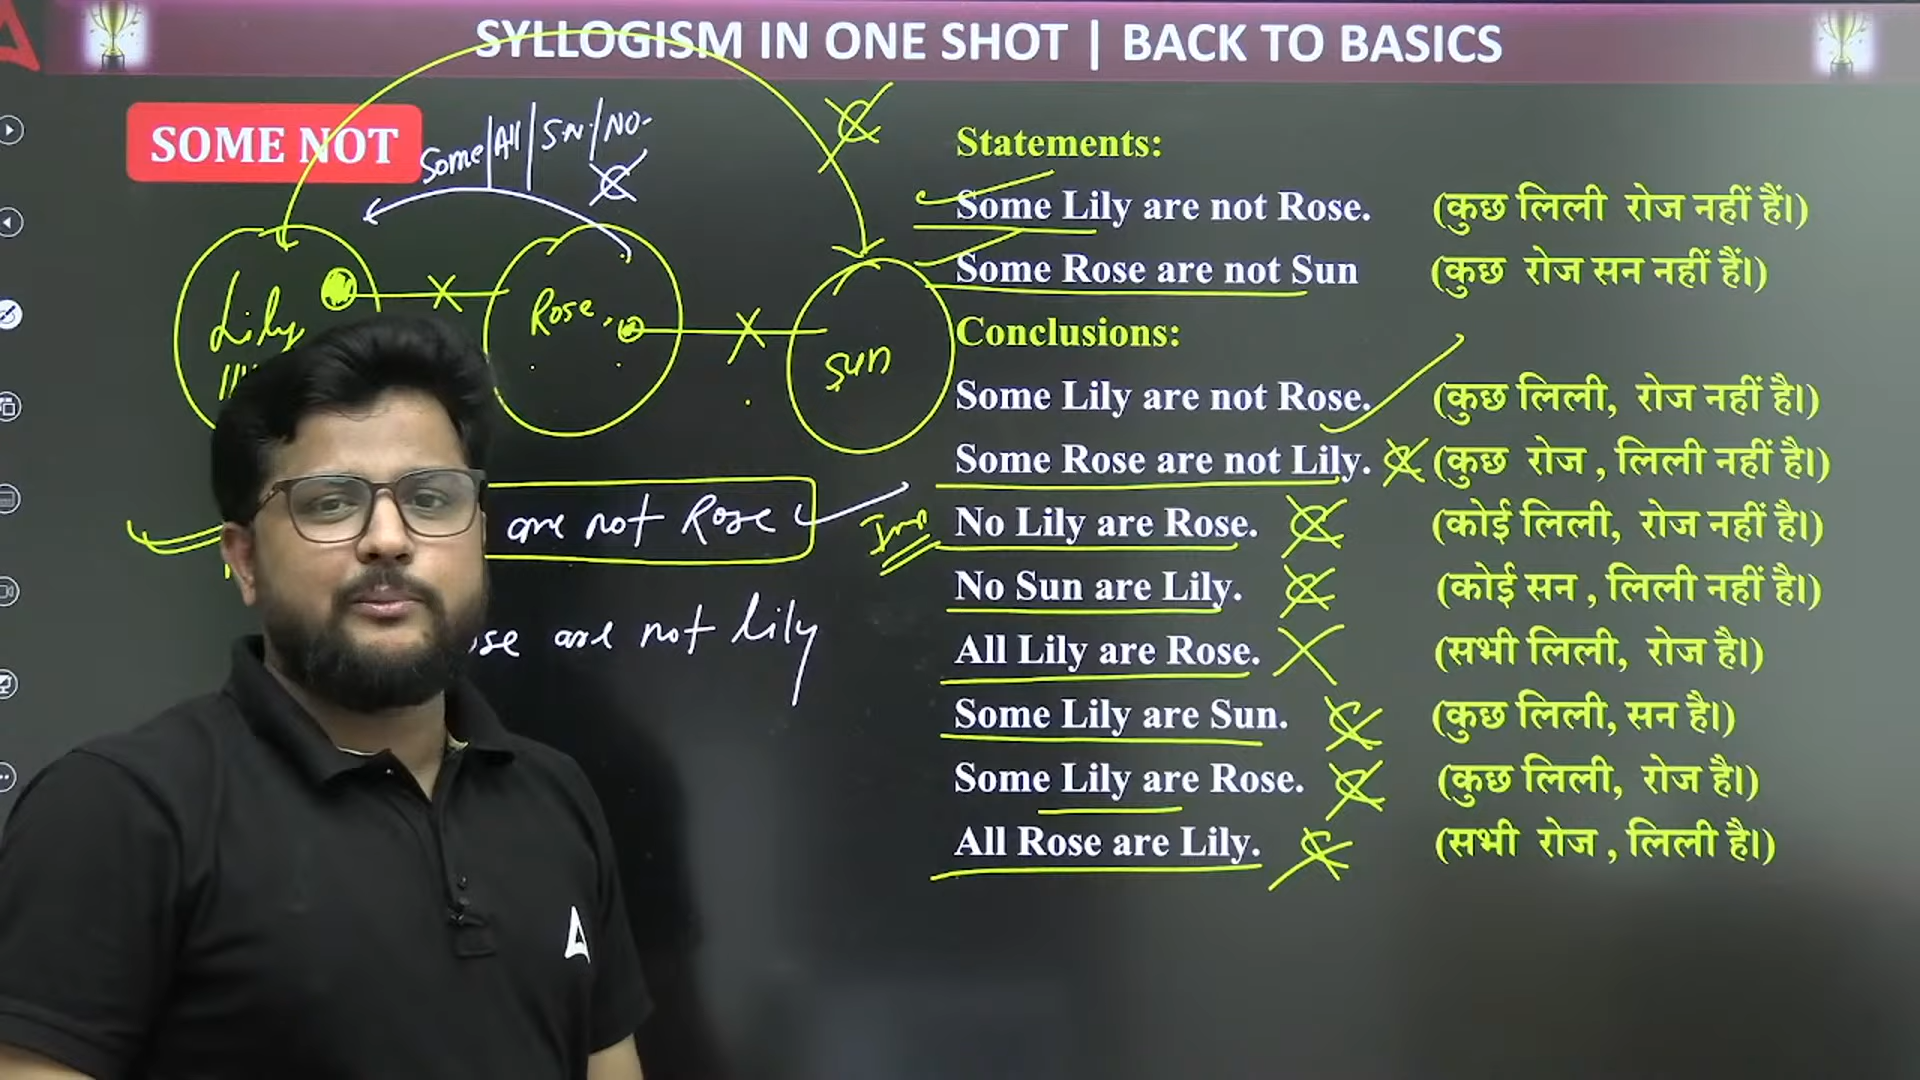 SYLLOGISM IN ONE SHOT | BACK TO BASICS
SOME NOT
Some | All | S.N. | No
Lily
Rose
Sun
are not Rose
se are not lily
Statements:
Some Lily are not Rose. (कुछ लिली रोज नहीं हैं।)
Some Rose are not Sun (कुछ रोज सन नहीं हैं।)
Conclusions:
Some Lily are not Rose. (कुछ लिली, रोज नहीं है।)
Some Rose are not Lily. (कुछ रोज , लिली नहीं है।)
Imp No Lily are Rose. (कोई लिली, रोज नहीं है।)
No Sun are Lily. (कोई सन , लिली नहीं है।)
All Lily are Rose. (सभी लिली, रोज है।)
Some Lily are Sun. (कुछ लिली, सन है।)
Some Lily are Rose. (कुछ लिली, रोज है।)
All Rose are Lily. (सभी रोज , लिली है।)